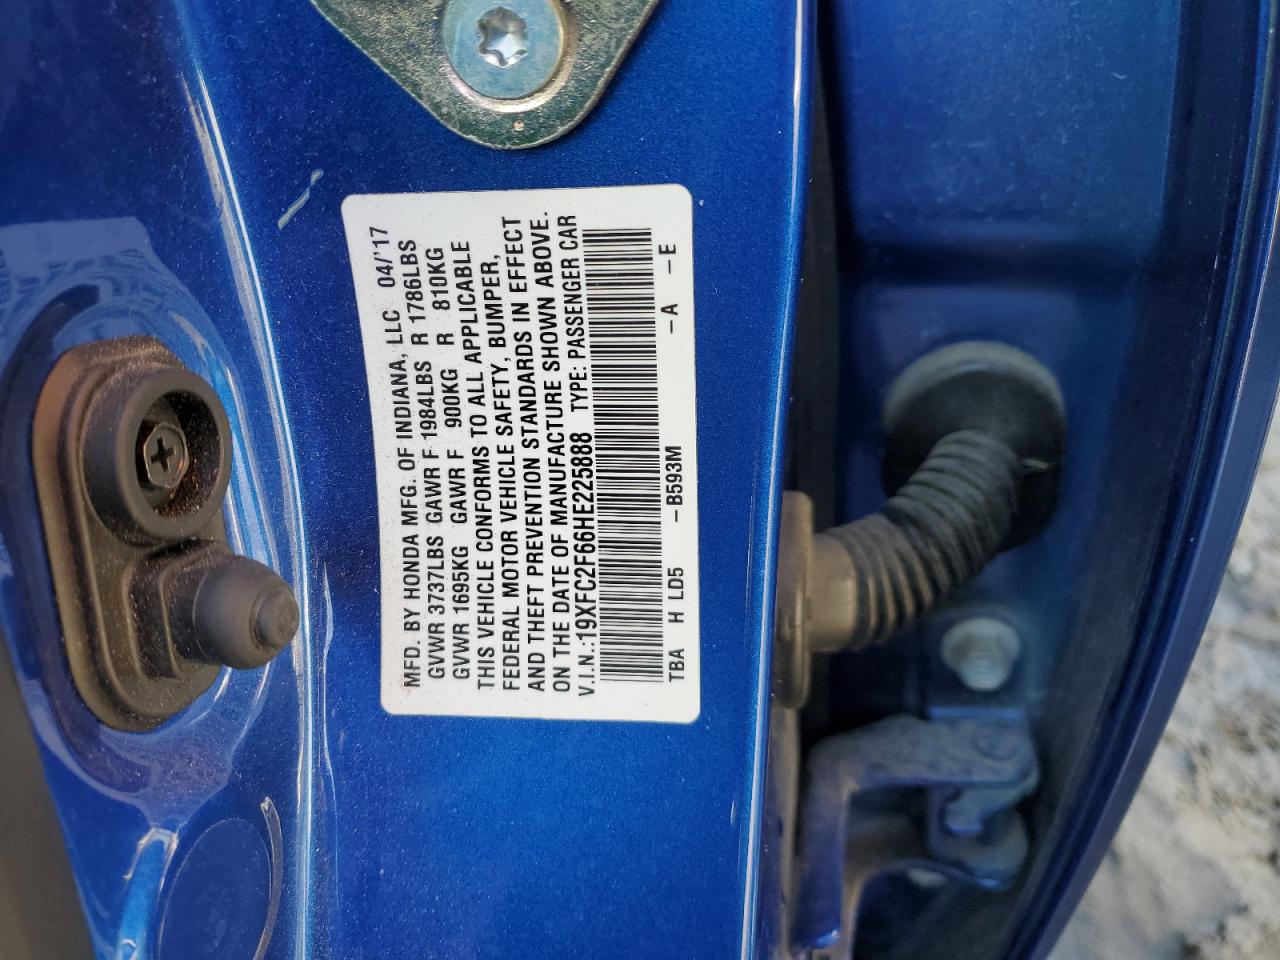 MFD. BY HONDA MFG. OF INDIANA, LLC 04/'17
GVWR 3737LBS GAWR F 1984LBS R 1786LBS
GVWR 1695KG GAWR F 900KG R 810KG
THIS VEHICLE CONFORMS TO ALL APPLICABLE
FEDERAL MOTOR VEHICLE SAFETY, BUMPER,
AND THEFT PREVENTION STANDARDS IN EFFECT
ON THE DATE OF MANUFACTURE SHOWN ABOVE.
V.I.N.:19XFC2F66HE225888 TYPE: PASSENGER CAR
TBA H LD5 -B593M -A -E